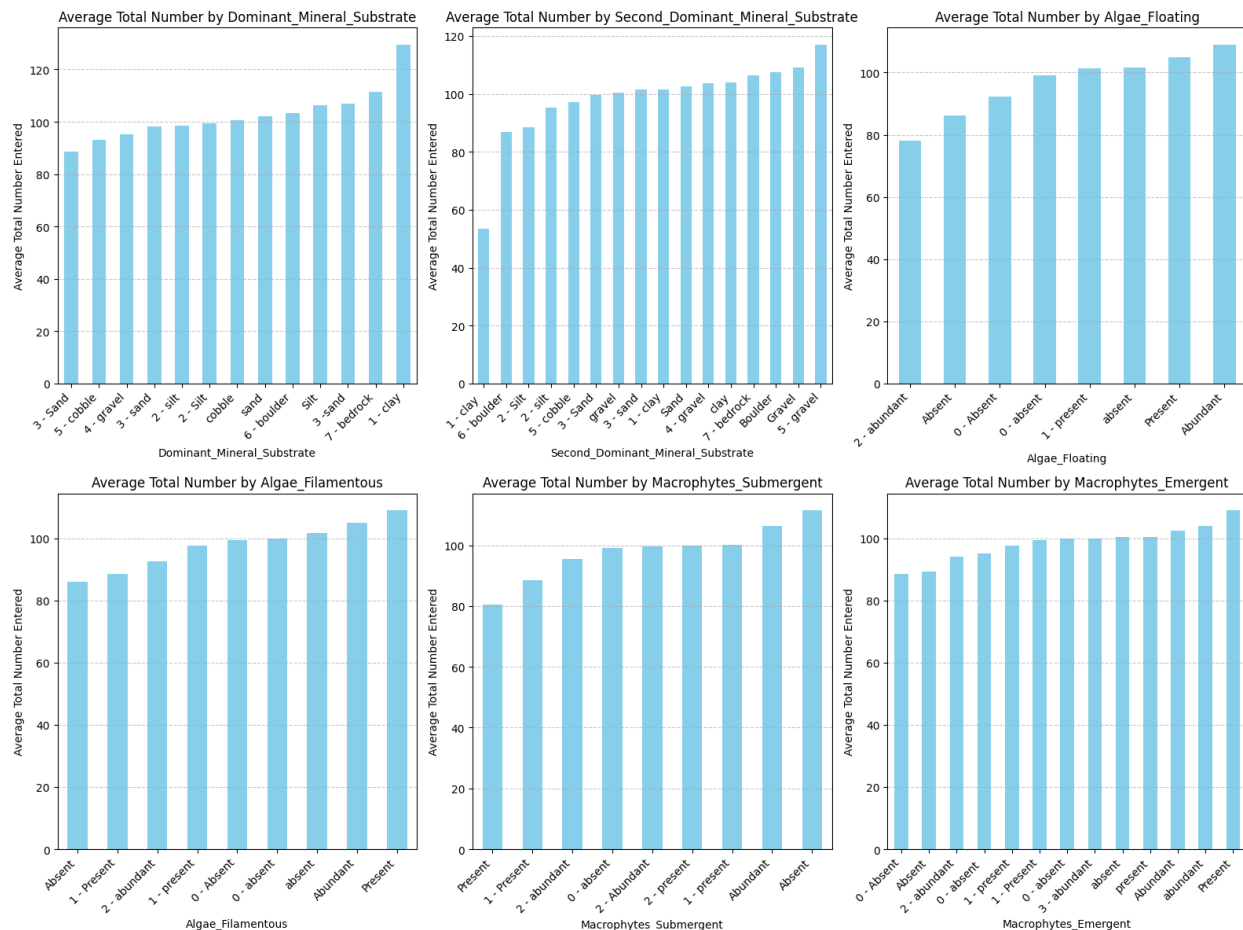 Average Total Number by Dominant_Mineral_Substrate
Average Total Number Entered
120
100
80
60
40
20
0
3 - Sand
5 - cobble
4 - gravel
3 - sand
2 - silt
2 - Silt
cobble
sand
6 - boulder
Silt
3 -sand
7 - bedrock
1 - clay
Dominant_Mineral_Substrate
Average Total Number by Second_Dominant_Mineral_Substrate
Average Total Number Entered
120
100
80
60
40
20
0
1 - clay
6 - boulder
2 - Silt
2 - silt
5 - cobble
3 - Sand
gravel
3 - sand
1 - clay
Sand
4 - gravel
clay
7 - bedrock
Boulder
Gravel
5 - gravel
Second_Dominant_Mineral_Substrate
Average Total Number by Algae_Floating
Average Total Number Entered
100
80
60
40
20
0
2 - abundant
Absent
0 - Absent
0 - absent
1 - present
absent
Present
Abundant
Algae_Floating
Average Total Number by Algae_Filamentous
Average Total Number Entered
100
80
60
40
20
0
Absent
1 - Present
2 - abundant
1 - present
0 - Absent
0 - absent
absent
Abundant
Present
Algae_Filamentous
Average Total Number by Macrophytes_Submergent
Average Total Number Entered
100
80
60
40
20
0
Present
1 - Present
2 - abundant
0 - absent
2 - Abundant
2 - present
1 - present
Abundant
Absent
Macrophytes_Submergent
Average Total Number by Macrophytes_Emergent
Average Total Number Entered
100
80
60
40
20
0
0 - Absent
Absent
2 - abundant
0 - absent
1 - present
1 - Present
0 - absent
3 - abundant
absent
present
Abundant
abundant
Present
Macrophytes_Emergent